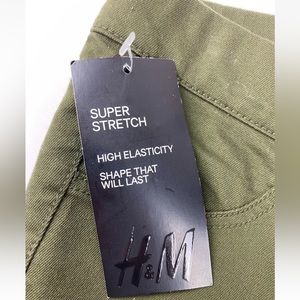 SUPER
STRETCH
HIGH ELASTICITY
SHAPE THAT
WILL LAST
H&M